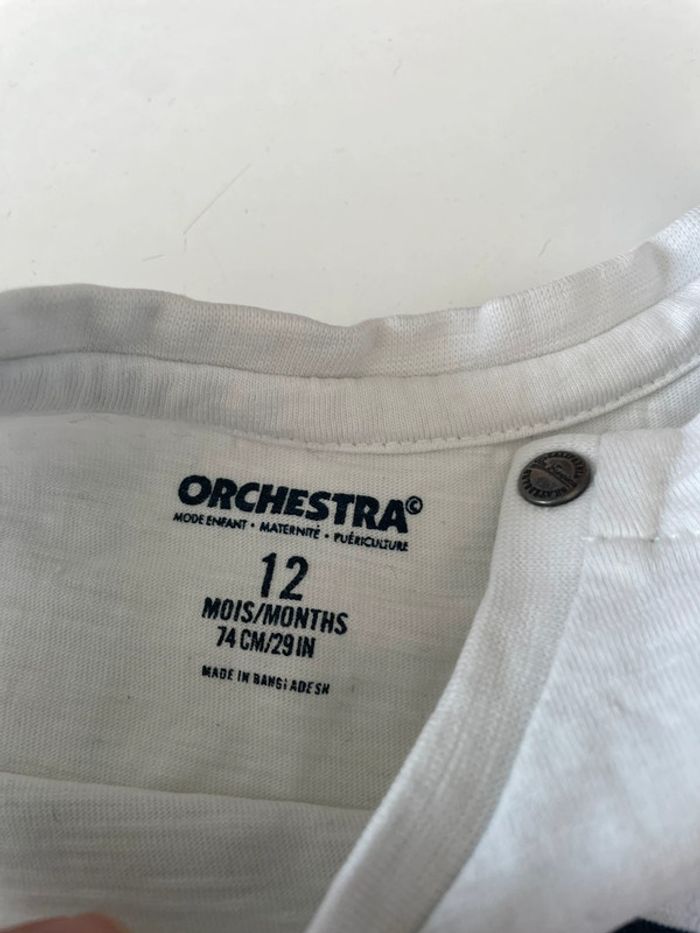 ORCHESTRA©
MODE ENFANT • MATERNITÉ • PUÉRICULTURE
12
MOIS/MONTHS
74 CM/29 IN
MADE IN BANGLADESH